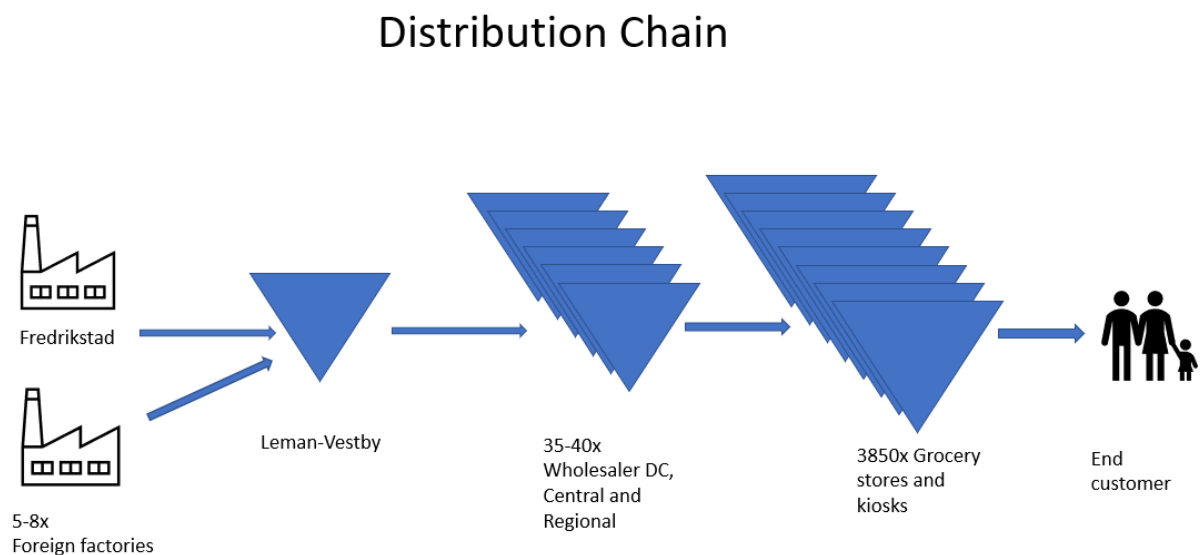 Distribution Chain
Fredrikstad
5-8x
Foreign factories
Leman-Vestby
35-40x
Wholesaler DC,
Central and
Regional
3850x Grocery
stores and
kiosks
End
customer